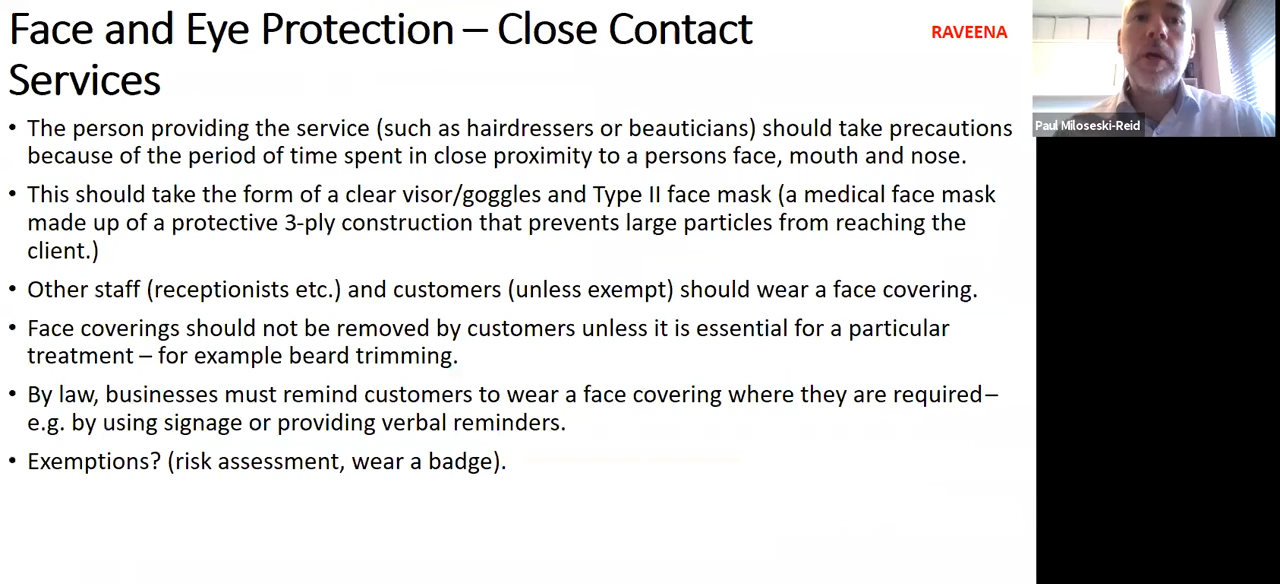 Face and Eye Protection – Close Contact
Services
RAVEENA
Paul Miloseski-Reid
• The person providing the service (such as hairdressers or beauticians) should take precautions
because of the period of time spent in close proximity to a persons face, mouth and nose.
• This should take the form of a clear visor/goggles and Type II face mask (a medical face mask
made up of a protective 3-ply construction that prevents large particles from reaching the
client.)
• Other staff (receptionists etc.) and customers (unless exempt) should wear a face covering.
• Face coverings should not be removed by customers unless it is essential for a particular
treatment – for example beard trimming.
• By law, businesses must remind customers to wear a face covering where they are required –
e.g. by using signage or providing verbal reminders.
• Exemptions? (risk assessment, wear a badge).